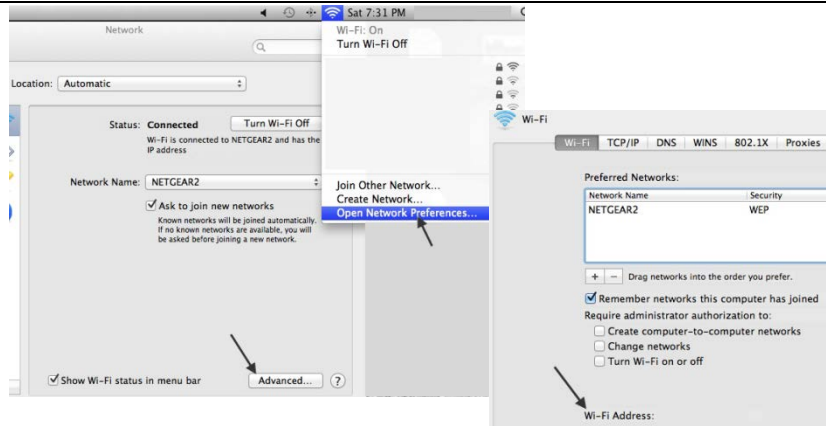 Sat 7:31 PM
Network
Location: Automatic
Status: Connected
Turn Wi-Fi Off
Wi-Fi is connected to NETGEAR2 and has the
IP address
Network Name: NETGEAR2
Ask to join new networks
Known networks will be joined automatically.
If no known networks are available, you will
be asked before joining a new network.
Show Wi-Fi status in menu bar
Advanced...
?
Wi-Fi: On
Turn Wi-Fi Off
Join Other Network...
Create Network...
Open Network Preferences...
Wi-Fi
Wi-Fi TCP/IP DNS WINS 802.1X Proxies
Preferred Networks:
Network Name Security
NETGEAR2 WEP
+ - Drag networks into the order you prefer.
Remember networks this computer has joined
Require administrator authorization to:
Create computer-to-computer networks
Change networks
Turn Wi-Fi on or off
Wi-Fi Address: